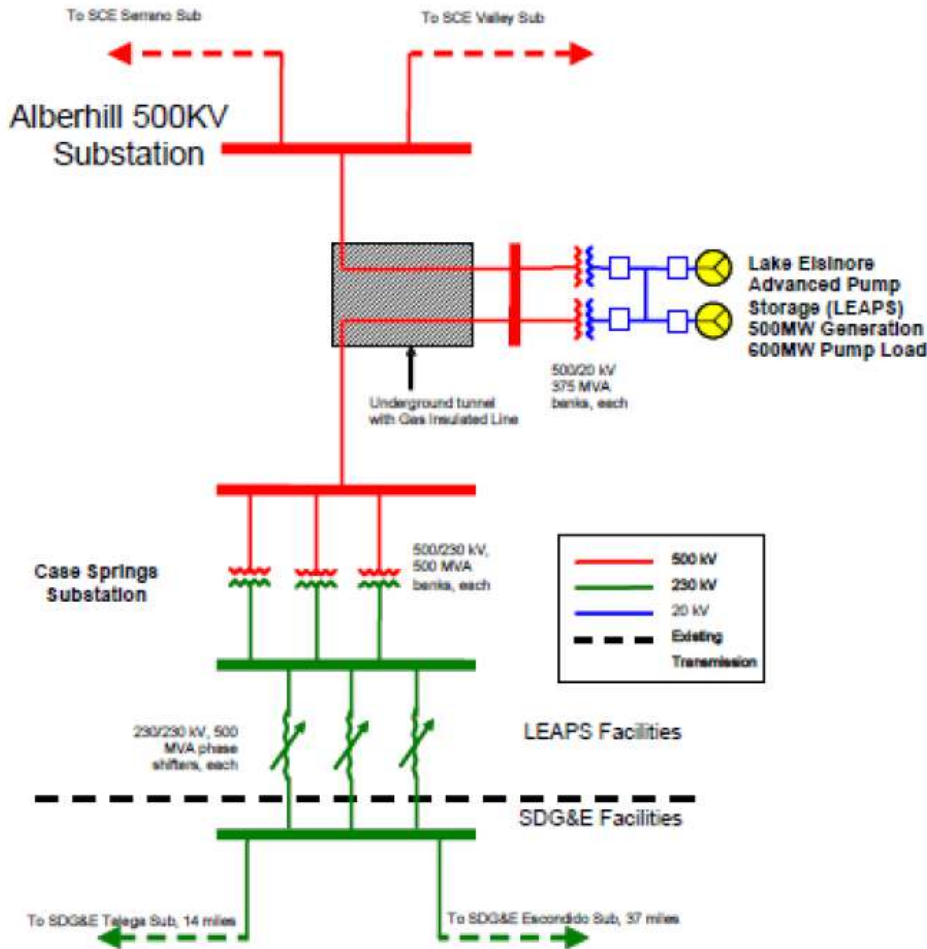 To SCE Serrano Sub
To SCE Valley Sub
Alberhill 500KV
Substation
Lake Elsinore
Advanced Pump
Storage (LEAPS)
500MW Generation
600MW Pump Load
500/20 kV
375 MVA
banks, each
Underground tunnel
with Gas Insulated Line
500/230 kV,
500 MVA
banks, each
Case Springs
Substation
500 kV
230 kV
20 kV
Existing
Transmission
230/230 kV, 500
MVA phase
shifters, each
LEAPS Facilities
SDG&E Facilities
To SDG&E Talega Sub, 14 miles
To SDG&E Escondido Sub, 37 miles